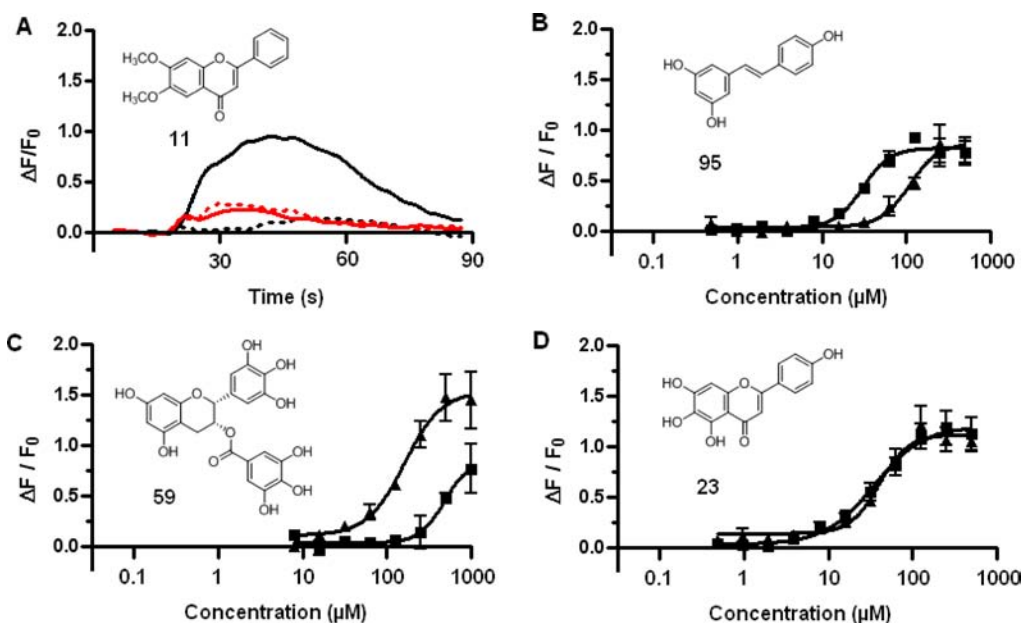 A
2.0
1.5
1.0
0.5
0.0
ΔF/F0
H3CO
H3CO
O
O
11
30
60
90
Time (s)
B
2.0
1.5
1.0
0.5
0.0
ΔF / F0
OH
HO
OH
95
0.1
1
10
100
1000
Concentration (µM)
C
2.0
1.5
1.0
0.5
0.0
ΔF / F0
OH
OH
HO
O
OH
OH
O
O
OH
OH
OH
59
0.1
1
10
100
1000
Concentration (µM)
D
2.0
1.5
1.0
0.5
0.0
ΔF / F0
OH
HO
O
HO
OH
O
23
0.1
1
10
100
1000
Concentration (µM)